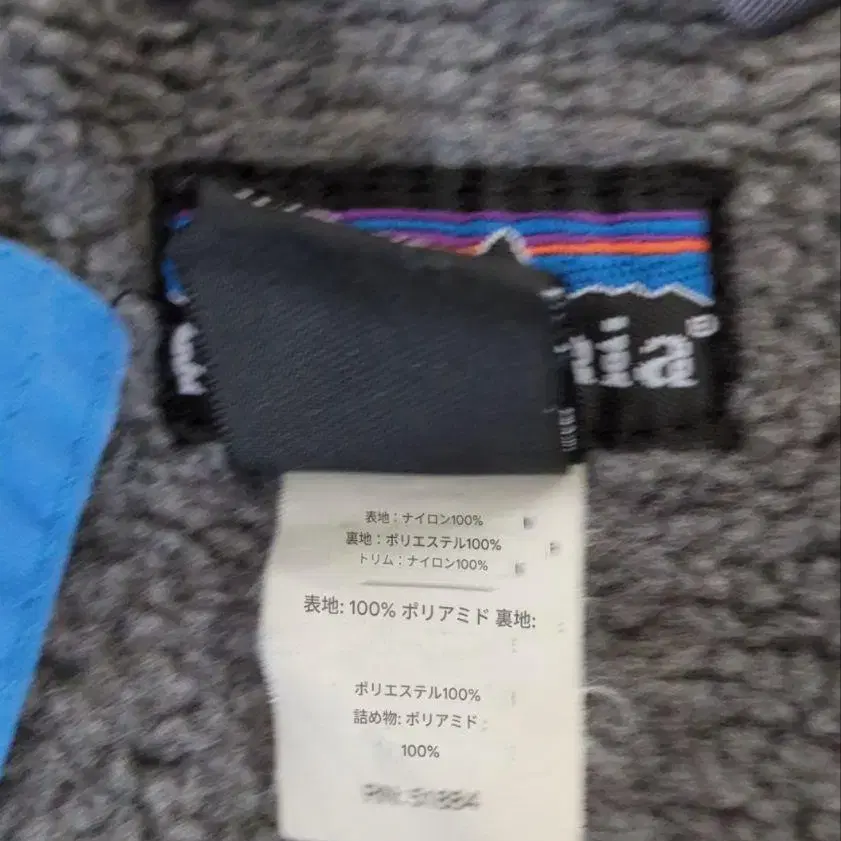 nia
表地：ナイロン100%
裏地：ポリエステル100%
トリム：ナイロン100%
表地: 100% ポリアミド 裏地:
ポリエステル100%
詰め物: ポリアミド
100%